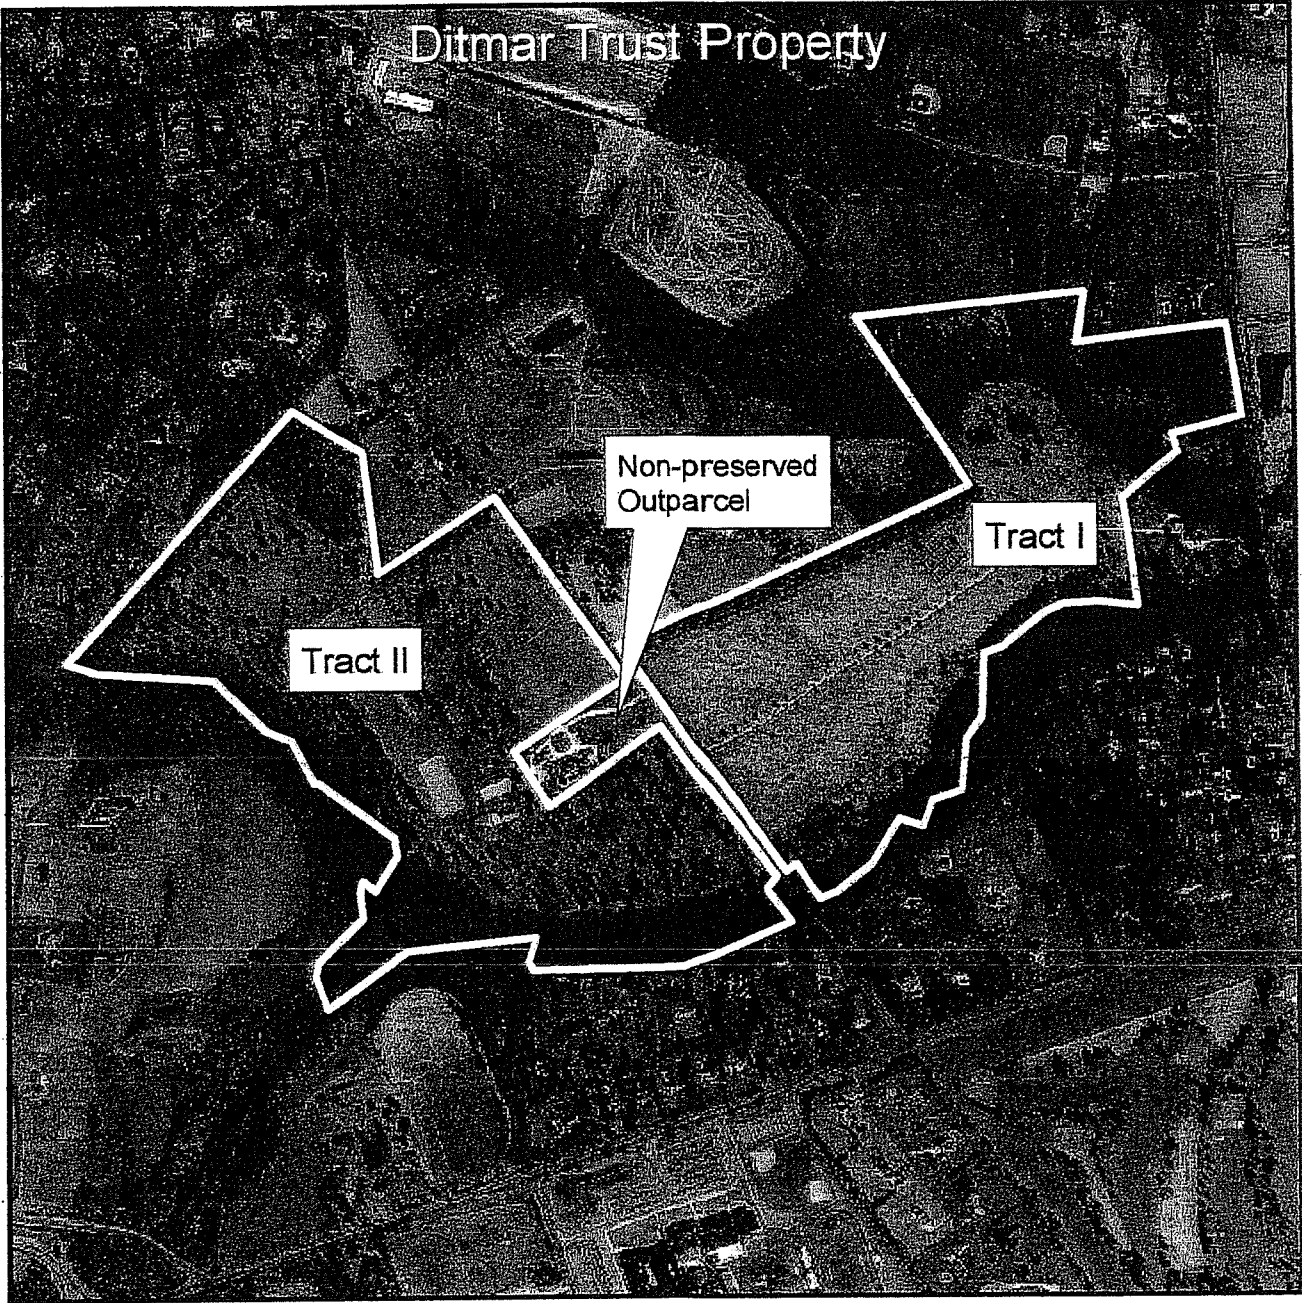 Ditmar Trust Property
Non-preserved
Outparcel
Tract I
Tract II